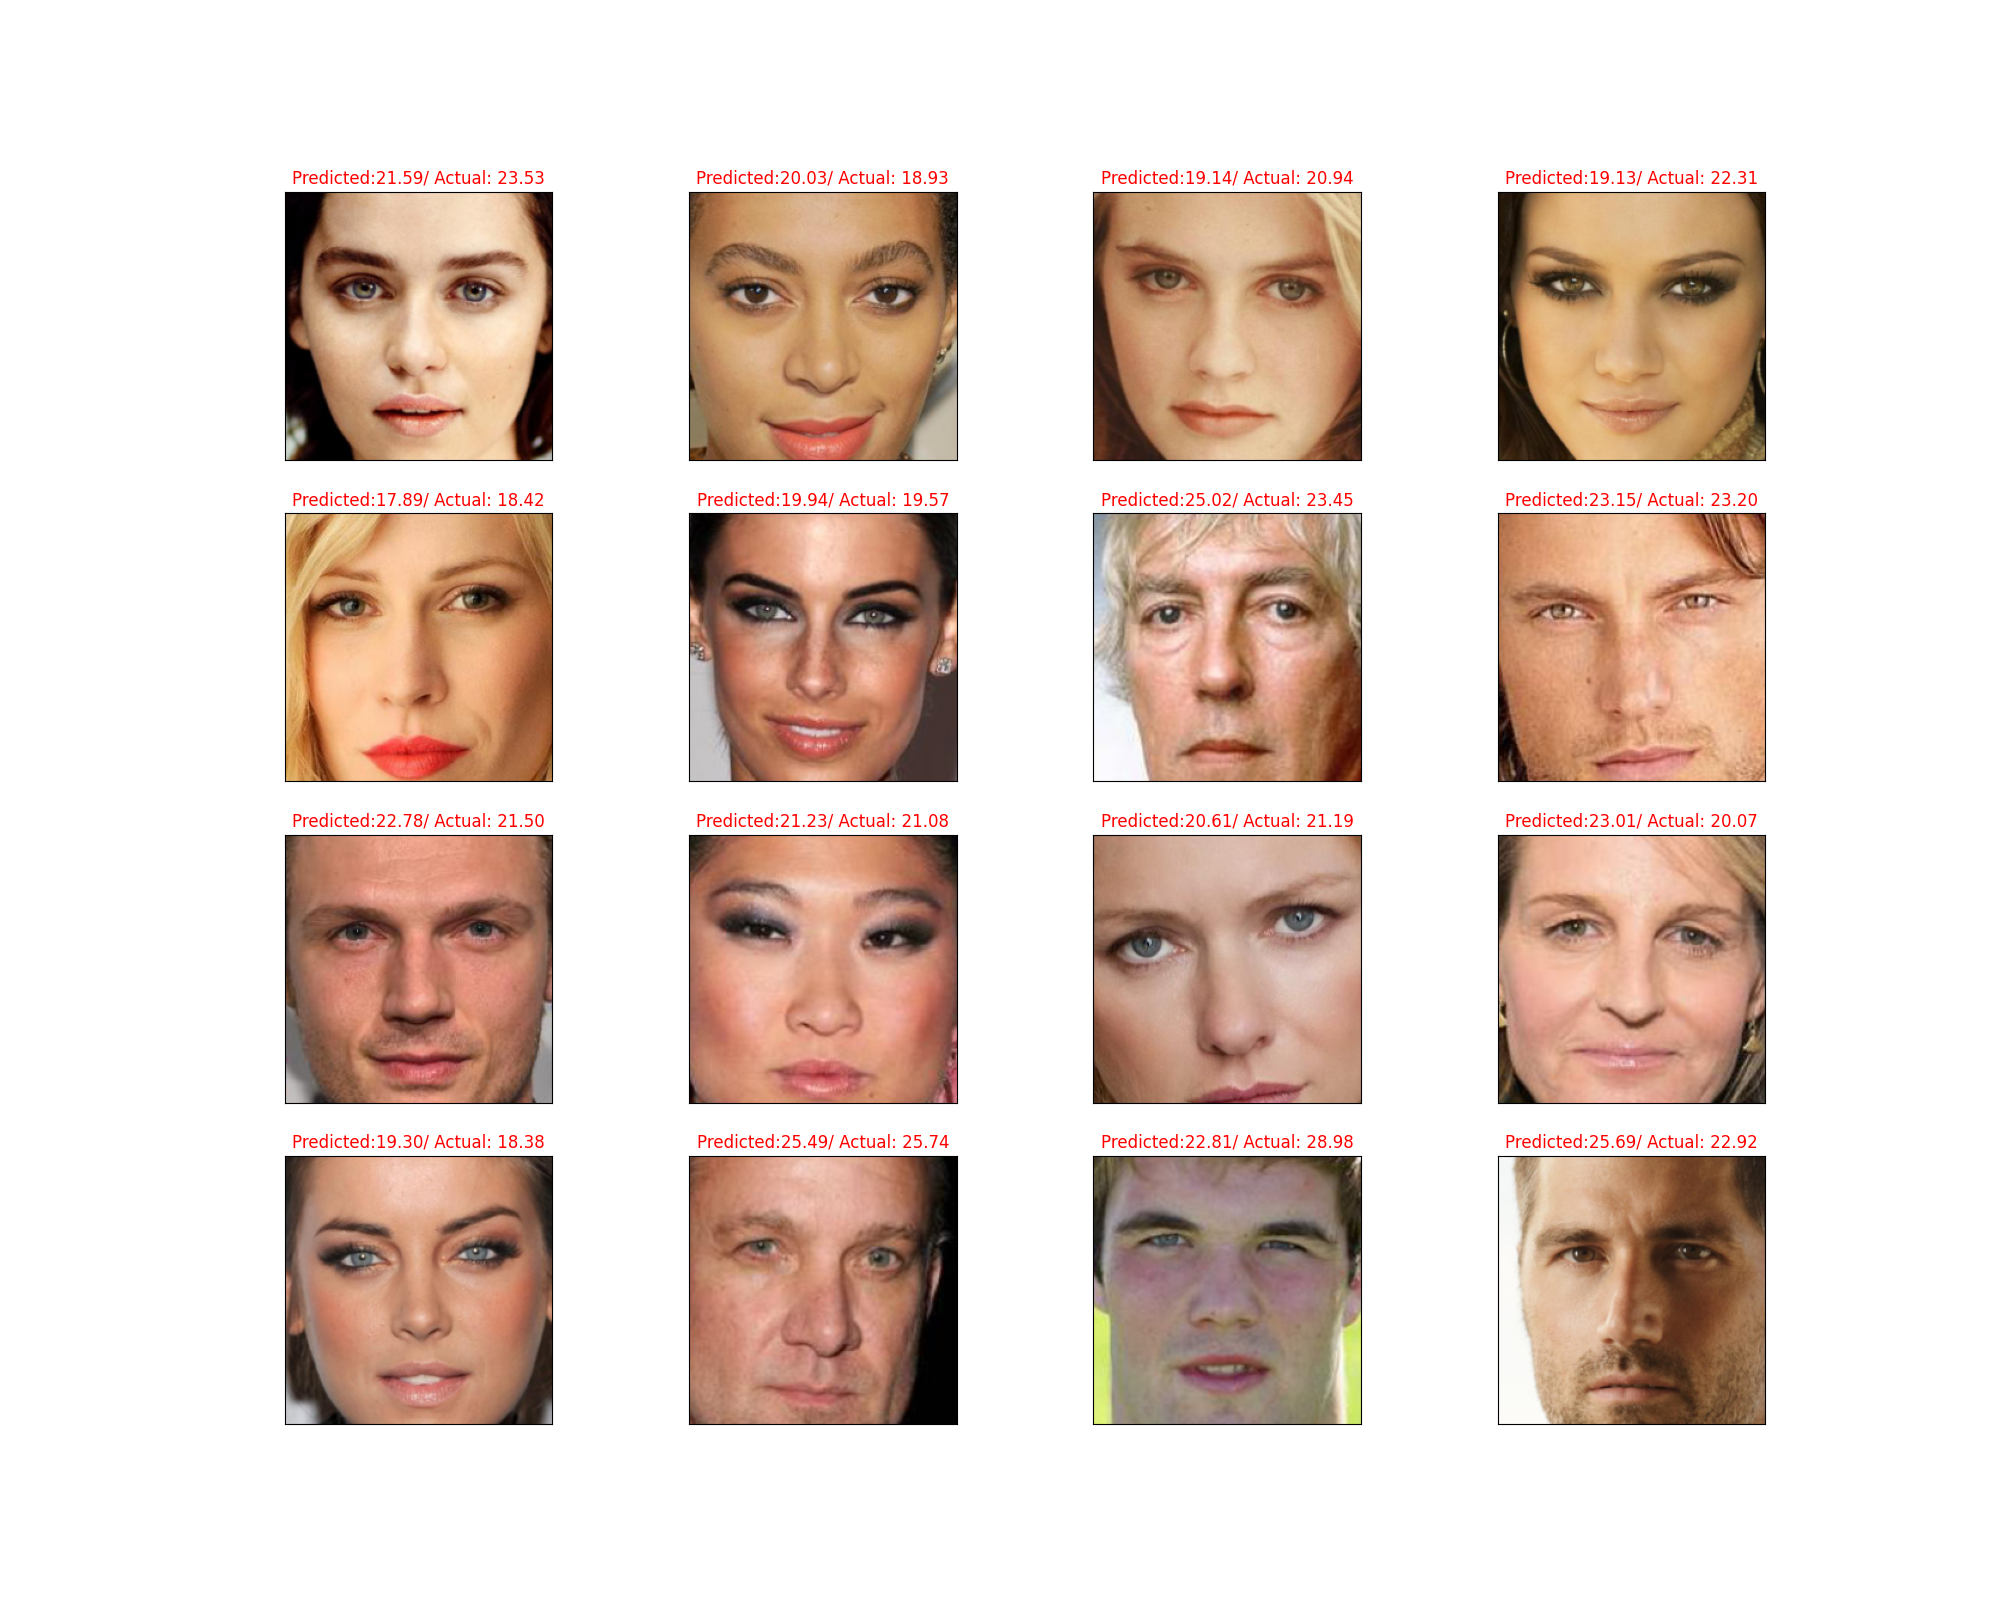 Predicted:21.59/ Actual: 23.53
Predicted:20.03/ Actual: 18.93
Predicted:19.14/ Actual: 20.94
Predicted:19.13/ Actual: 22.31
Predicted:17.89/ Actual: 18.42
Predicted:19.94/ Actual: 19.57
Predicted:25.02/ Actual: 23.45
Predicted:23.15/ Actual: 23.20
Predicted:22.78/ Actual: 21.50
Predicted:21.23/ Actual: 21.08
Predicted:20.61/ Actual: 21.19
Predicted:23.01/ Actual: 20.07
Predicted:19.30/ Actual: 18.38
Predicted:25.49/ Actual: 25.74
Predicted:22.81/ Actual: 28.98
Predicted:25.69/ Actual: 22.92